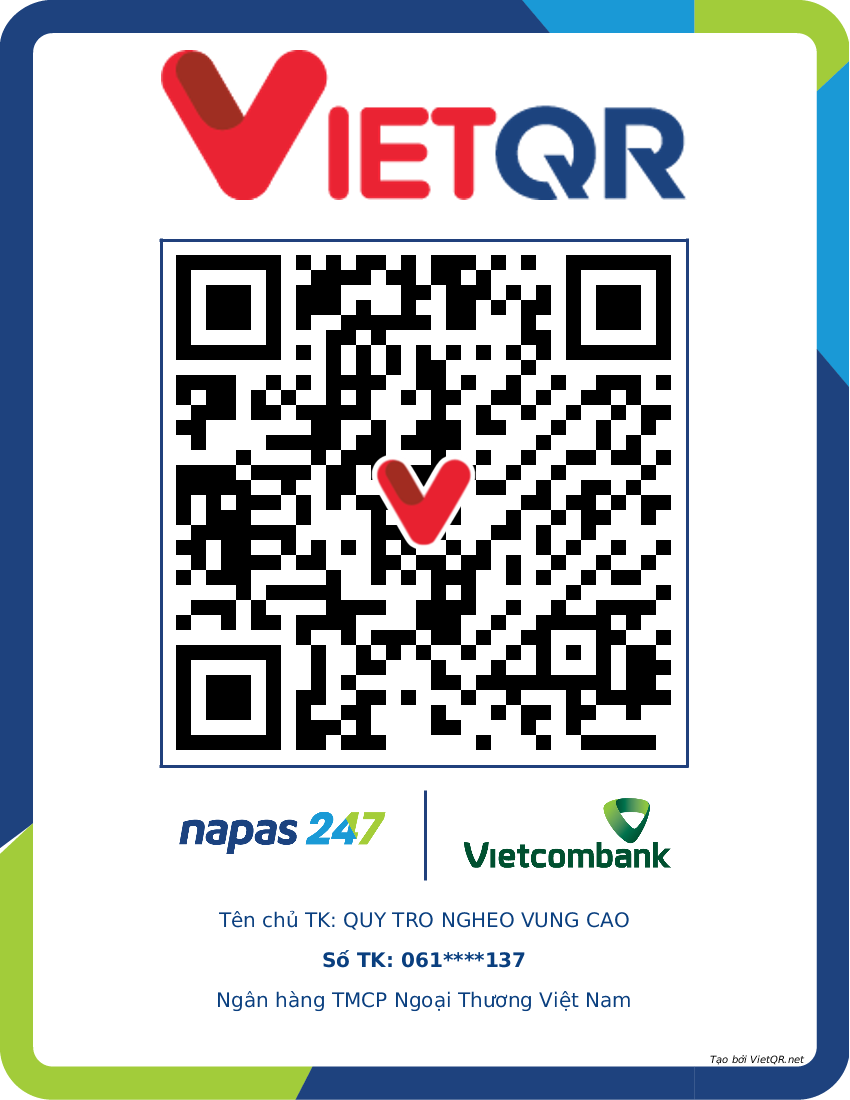 VIETQR
napas 247
Vietcombank
Tên chủ TK: QUY TRO NGHEO VUNG CAO
Số TK: 061****137
Ngân hàng TMCP Ngoại Thương Việt Nam
Tạo bởi VietQR.net